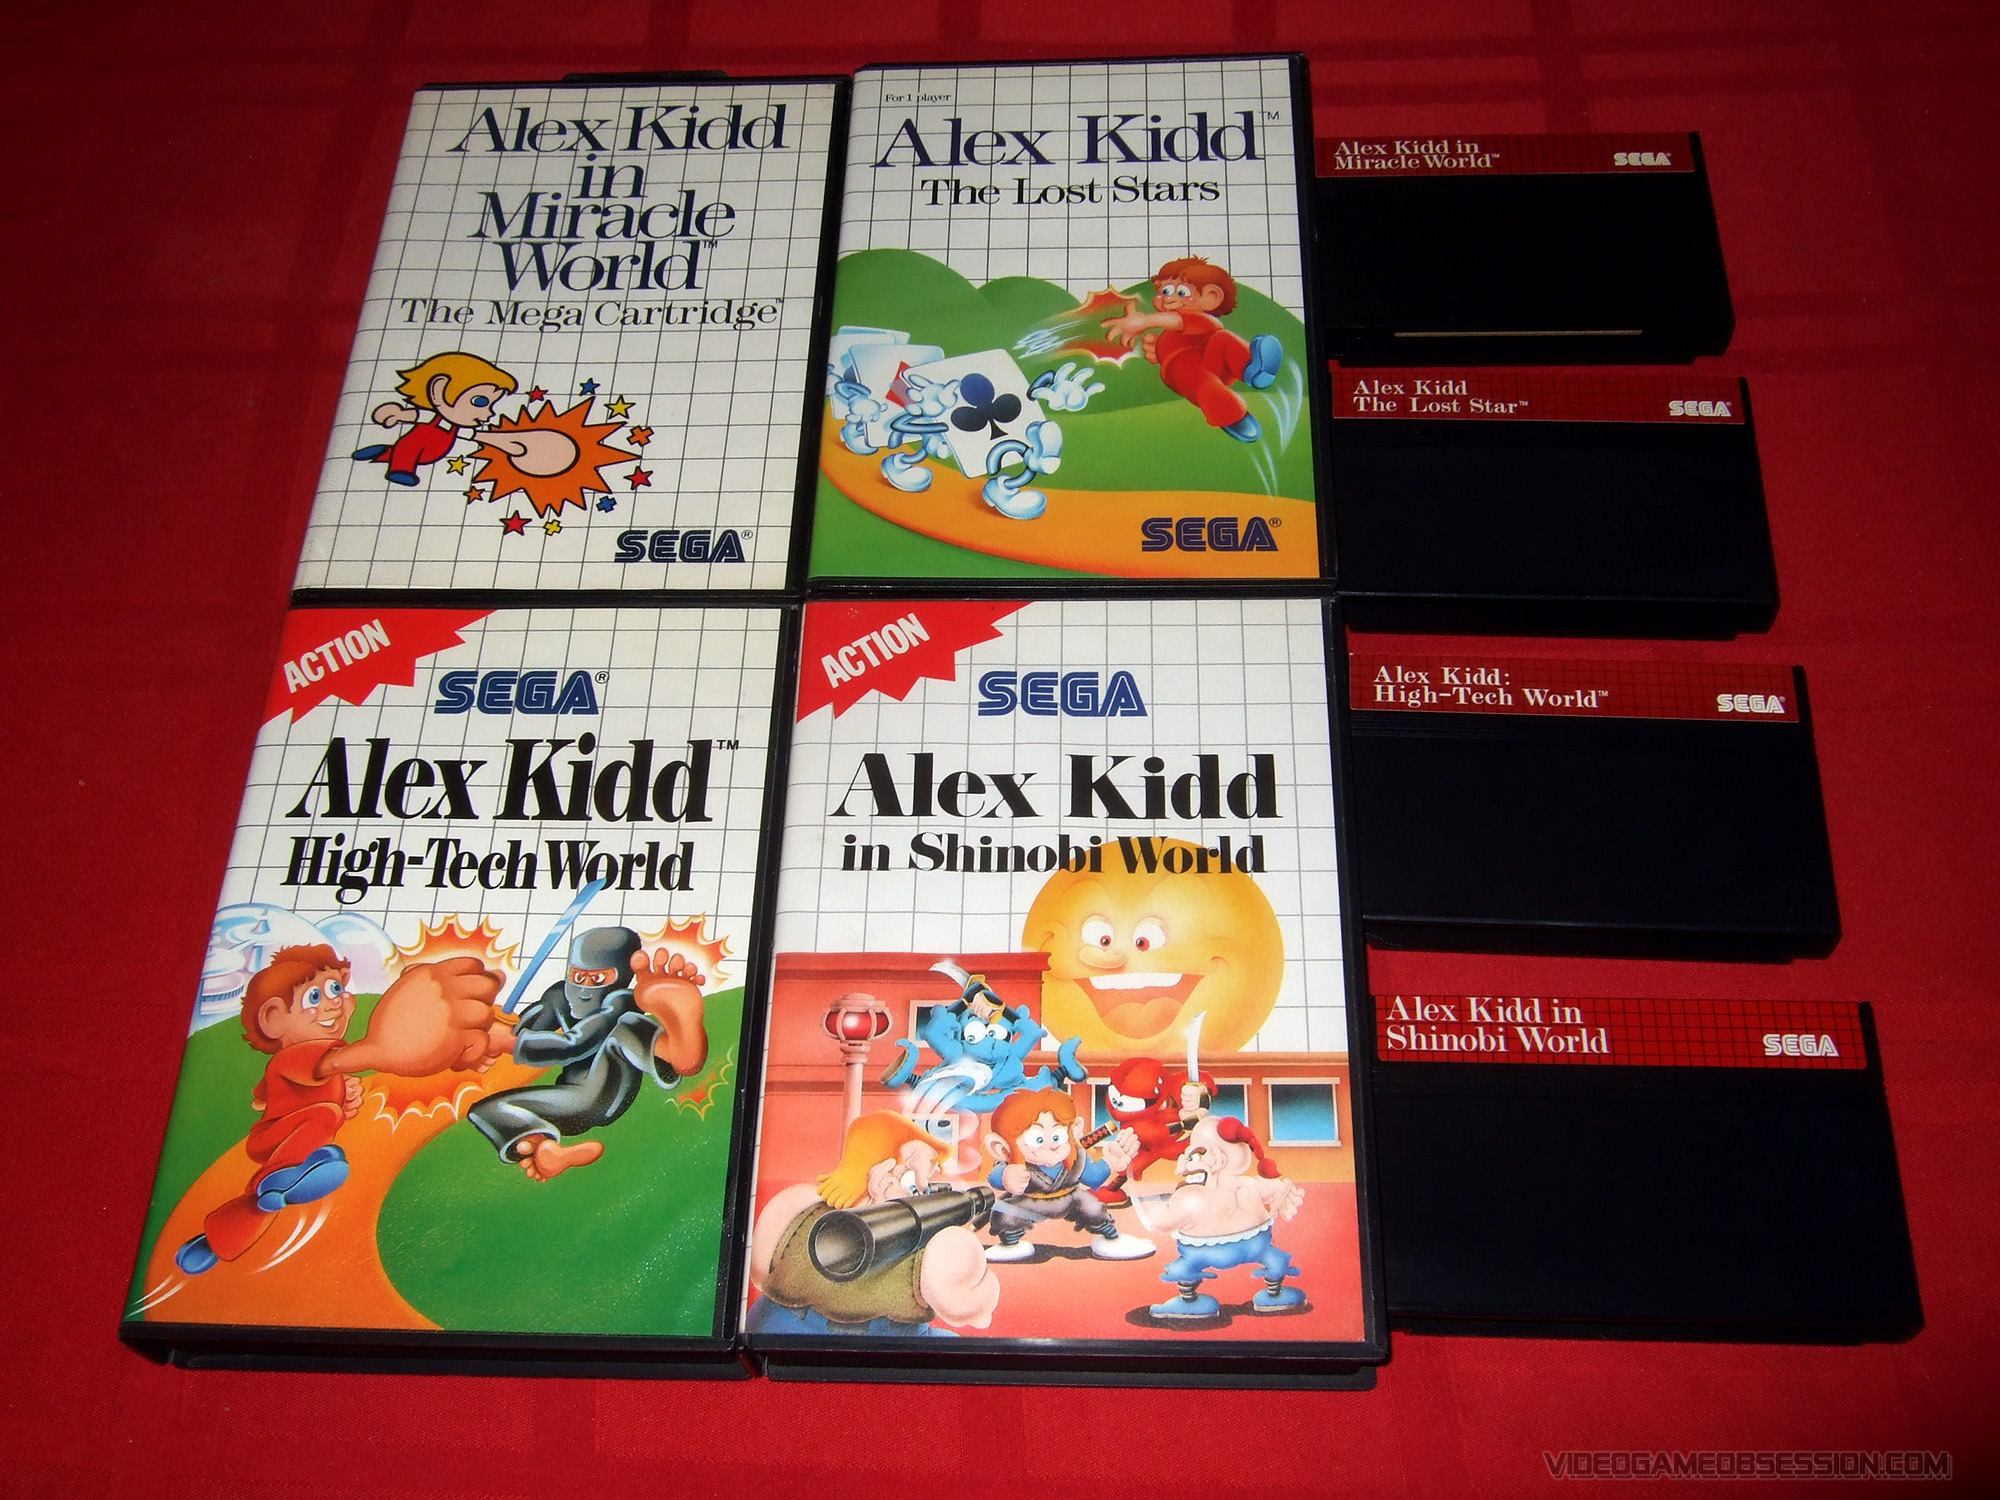 Alex Kidd
in
Miracle
World™
The Mega Cartridge™
SEGA®
For 1 player
Alex Kidd™
The Lost Stars
SEGA®
ACTION
SEGA®
Alex Kidd™
High-Tech World
ACTION
SEGA
Alex Kidd
in Shinobi World
Alex Kidd in
Miracle World™
SEGA®
Alex Kidd
The Lost Star™
SEGA®
Alex Kidd:
High-Tech World™
SEGA®
Alex Kidd in
Shinobi World
SEGA®
VIDEOGAMEOBSESSION.COM